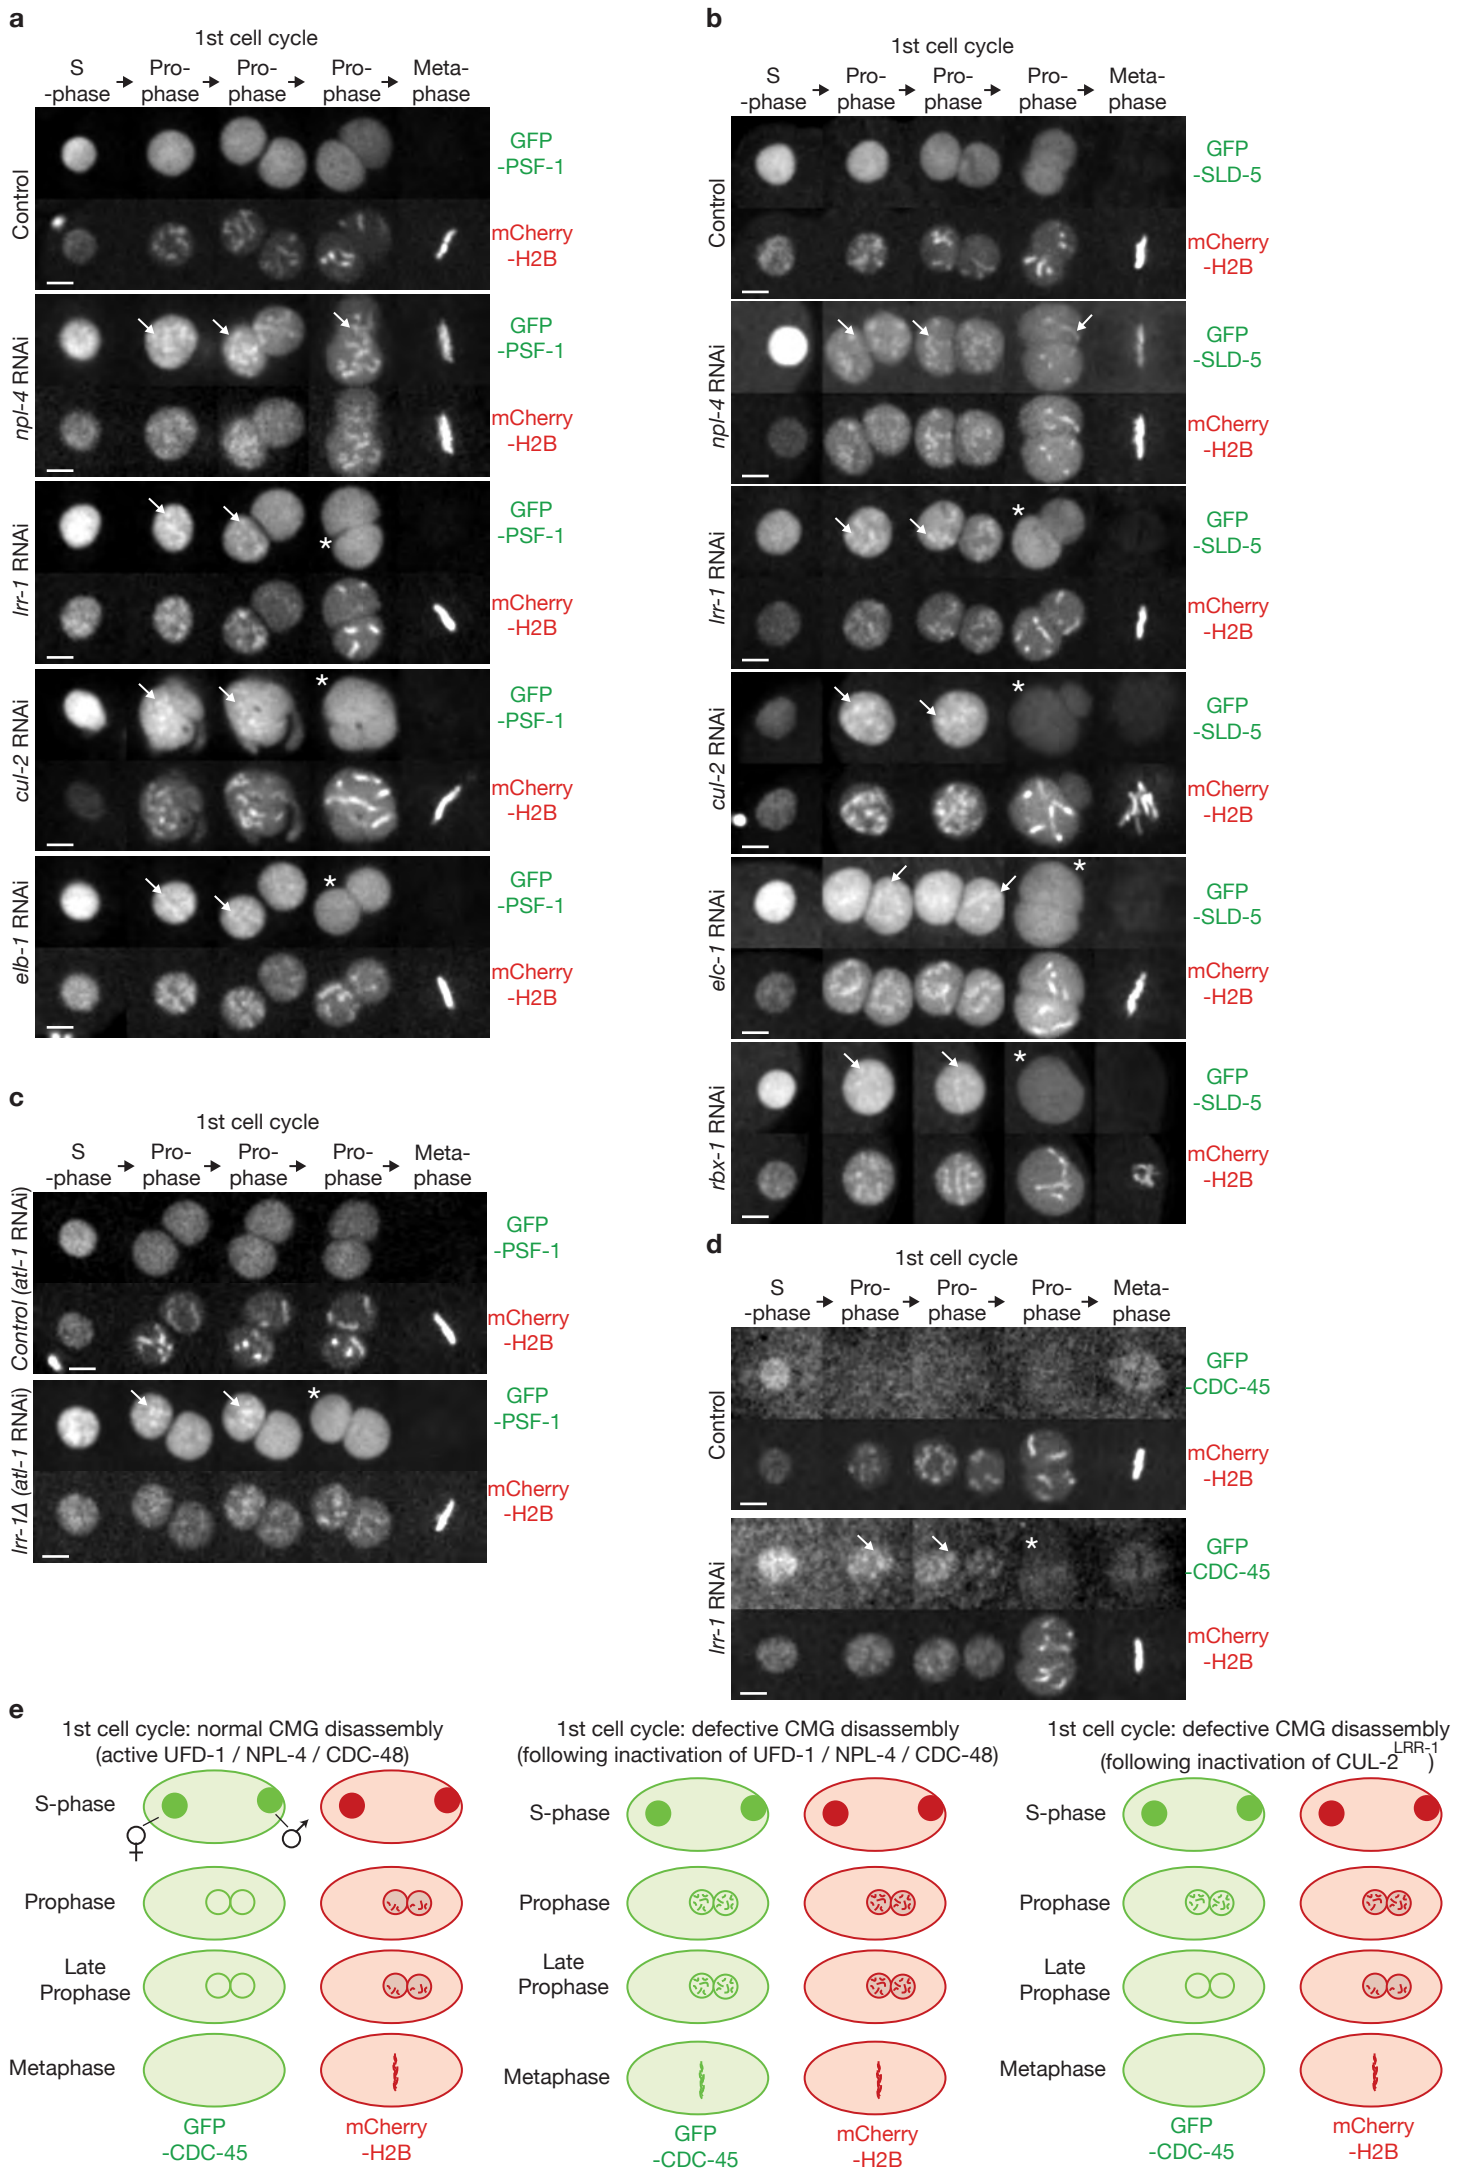 a
1st cell cycle
S
-phase
Pro-
phase
Pro-
phase
Pro-
phase
Meta-
phase
Control
GFP
-PSF-1
mCherry
-H2B
npl-4 RNAi
GFP
-PSF-1
mCherry
-H2B
lrr-1 RNAi
*
GFP
-PSF-1
mCherry
-H2B
cul-2 RNAi
*
GFP
-PSF-1
mCherry
-H2B
elb-1 RNAi
*
GFP
-PSF-1
mCherry
-H2B
b
1st cell cycle
S
-phase
Pro-
phase
Pro-
phase
Pro-
phase
Meta-
phase
Control
GFP
-SLD-5
mCherry
-H2B
npl-4 RNAi
GFP
-SLD-5
mCherry
-H2B
lrr-1 RNAi
*
GFP
-SLD-5
mCherry
-H2B
cul-2 RNAi
*
GFP
-SLD-5
mCherry
-H2B
elc-1 RNAi
*
GFP
-SLD-5
mCherry
-H2B
rbx-1 RNAi
*
GFP
-SLD-5
mCherry
-H2B
c
1st cell cycle
S
-phase
Pro-
phase
Pro-
phase
Pro-
phase
Meta-
phase
Control (atl-1 RNAi)
GFP
-PSF-1
mCherry
-H2B
lrr-1Δ (atl-1 RNAi)
*
GFP
-PSF-1
mCherry
-H2B
d
1st cell cycle
S
-phase
Pro-
phase
Pro-
phase
Pro-
phase
Meta-
phase
Control
GFP
-CDC-45
mCherry
-H2B
lrr-1 RNAi
*
GFP
-CDC-45
mCherry
-H2B
e
1st cell cycle: normal CMG disassembly
(active UFD-1 / NPL-4 / CDC-48)
S-phase
♀
♂
Prophase
Late
Prophase
Metaphase
GFP
-CDC-45
mCherry
-H2B
1st cell cycle: defective CMG disassembly
(following inactivation of UFD-1 / NPL-4 / CDC-48)
S-phase
Prophase
Late
Prophase
Metaphase
GFP
-CDC-45
mCherry
-H2B
1st cell cycle: defective CMG disassembly
(following inactivation of CUL-2LRR-1)
S-phase
Prophase
Late
Prophase
Metaphase
GFP
-CDC-45
mCherry
-H2B